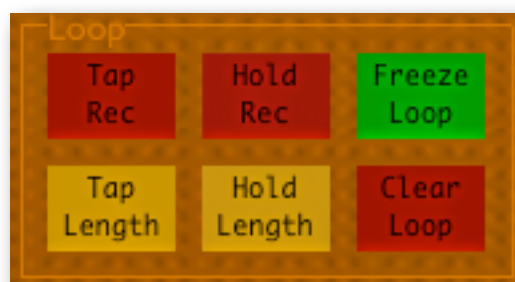 Loop
Tap
Rec
Hold
Rec
Freeze
Loop
Tap
Length
Hold
Length
Clear
Loop